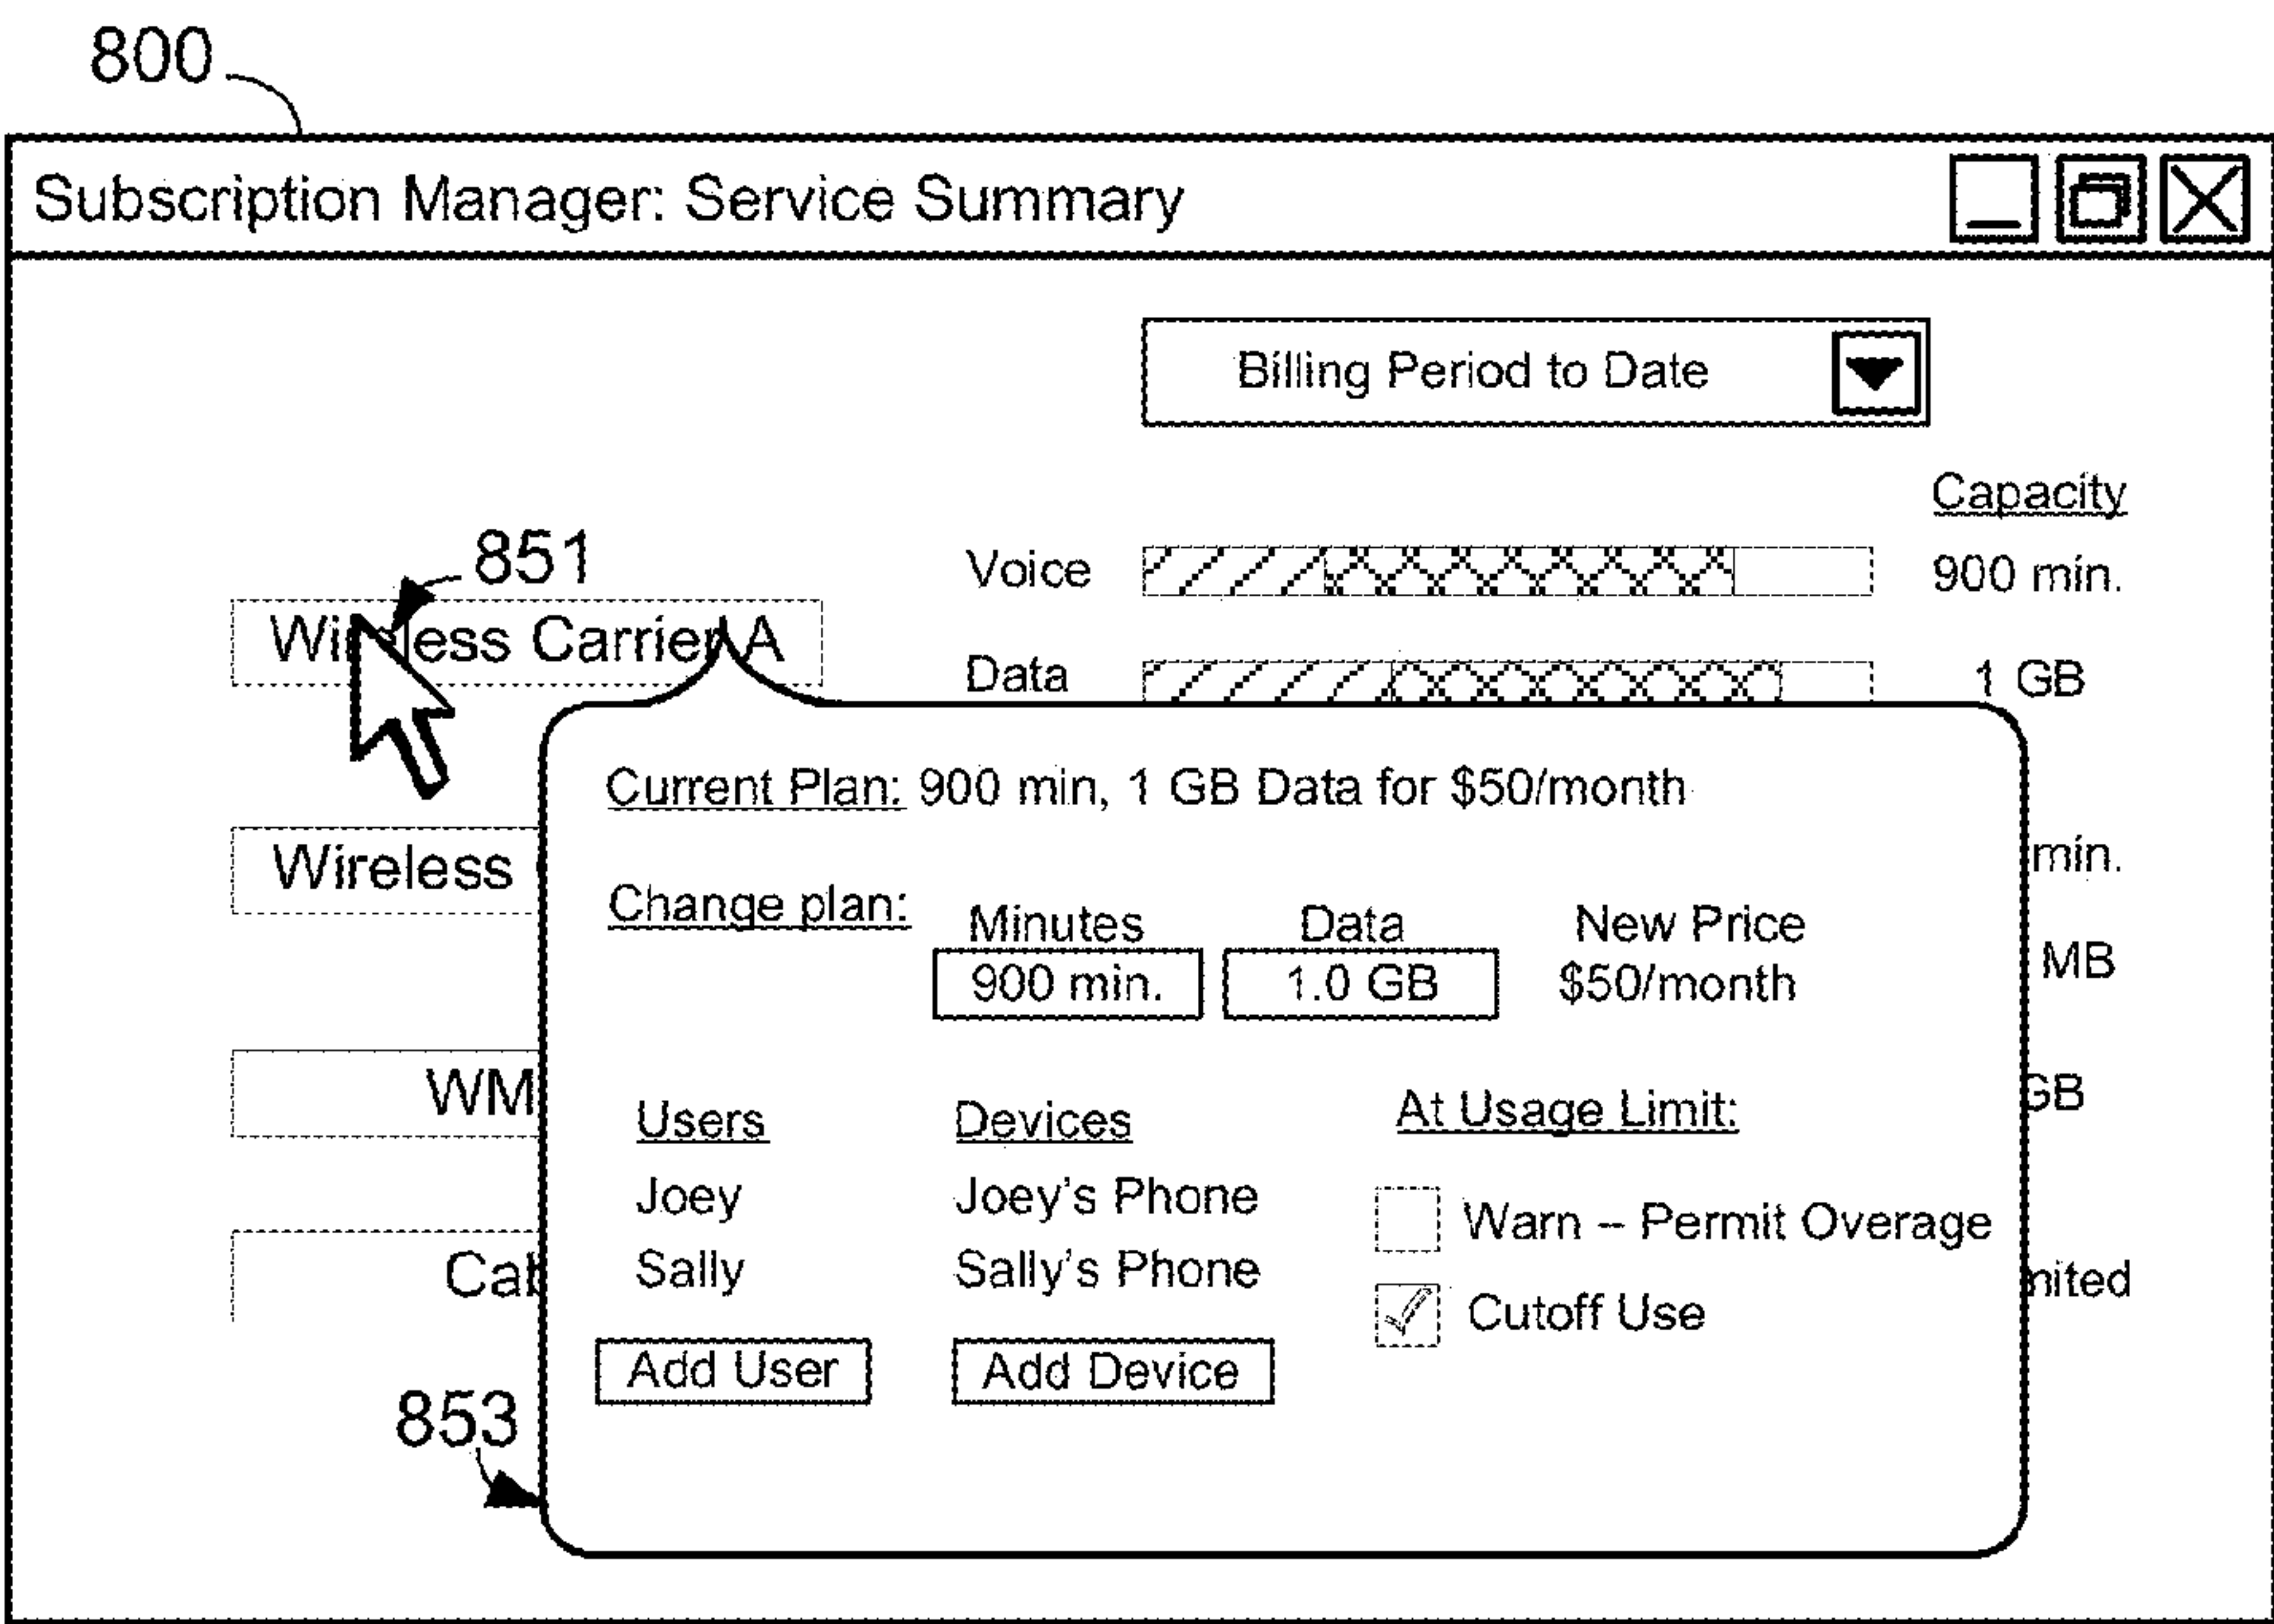 800
Subscription Manager: Service Summary
Billing Period to Date
Capacity
851
Voice 900 min.
Wireless Carrier A
Data 1 GB
Current Plan: 900 min, 1 GB Data for $50/month
Wireless min.
Change plan:
Minutes Data New Price
900 min. 1.0 GB $50/month
MB
WM GB
Users Devices At Usage Limit:
Joey Joey's Phone
Warn – Permit Overage
Sally Sally's Phone
Cutoff Use
Add User Add Device
853